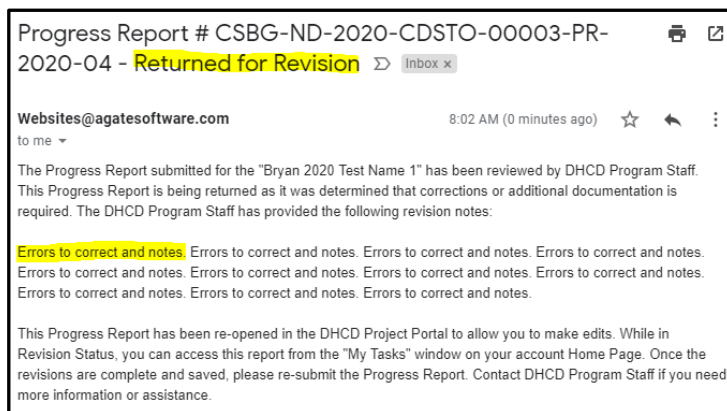 Progress Report # CSBG-ND-2020-CDSTO-00003-PR-
2020-04 - Returned for Revision Inbox x
Websites@agatesoftware.com 8:02 AM (0 minutes ago)
to me
The Progress Report submitted for the "Bryan 2020 Test Name 1" has been reviewed by DHCD Program Staff.
This Progress Report is being returned as it was determined that corrections or additional documentation is
required. The DHCD Program Staff has provided the following revision notes:
Errors to correct and notes. Errors to correct and notes. Errors to correct and notes. Errors to correct and notes.
Errors to correct and notes. Errors to correct and notes. Errors to correct and notes. Errors to correct and notes.
Errors to correct and notes. Errors to correct and notes. Errors to correct and notes.
This Progress Report has been re-opened in the DHCD Project Portal to allow you to make edits. While in
Revision Status, you can access this report from the "My Tasks" window on your account Home Page. Once the
revisions are complete and saved, please re-submit the Progress Report. Contact DHCD Program Staff if you need
more information or assistance.